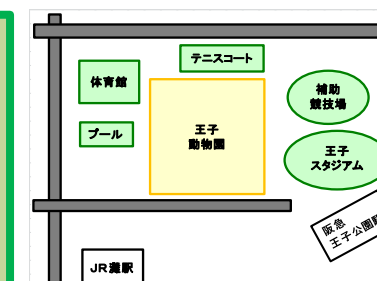 テニスコート
体育館
補助
競技場
プール
王子
動物園
王子
スタジアム
阪急
王子公園駅
JR灘駅